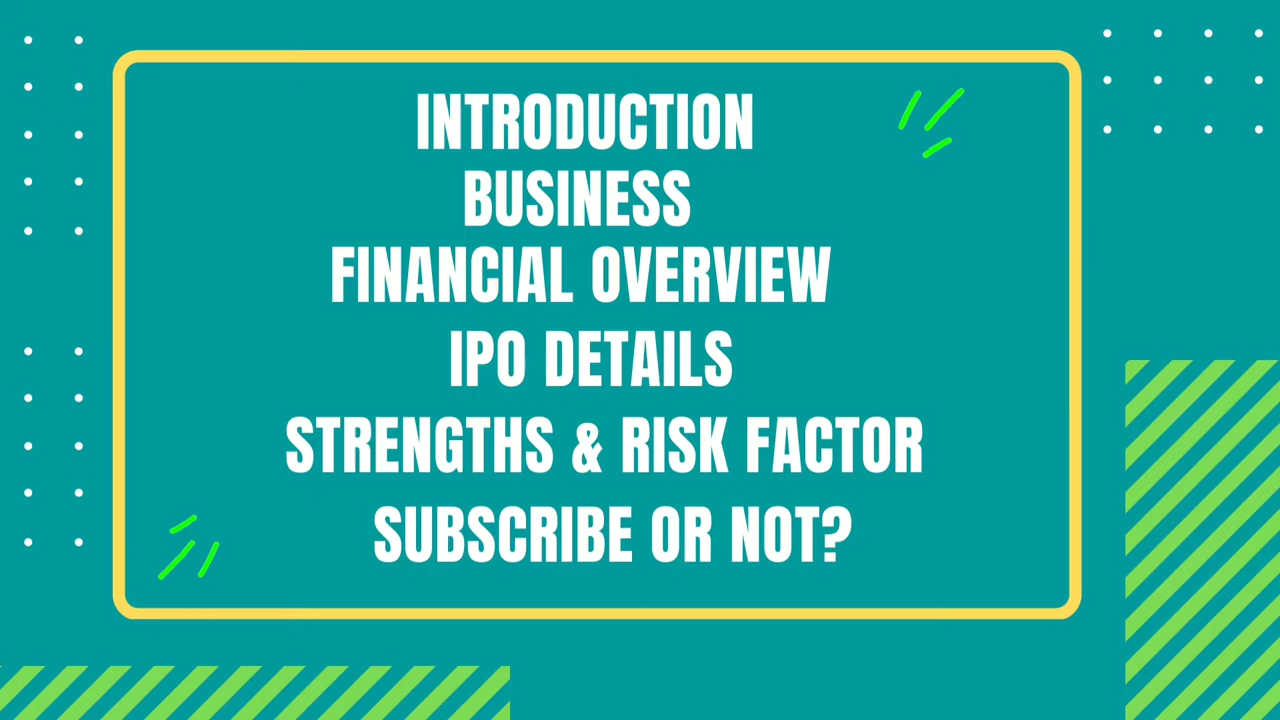 INTRODUCTION
BUSINESS
FINANCIAL OVERVIEW
IPO DETAILS
STRENGTHS & RISK FACTOR
SUBSCRIBE OR NOT?